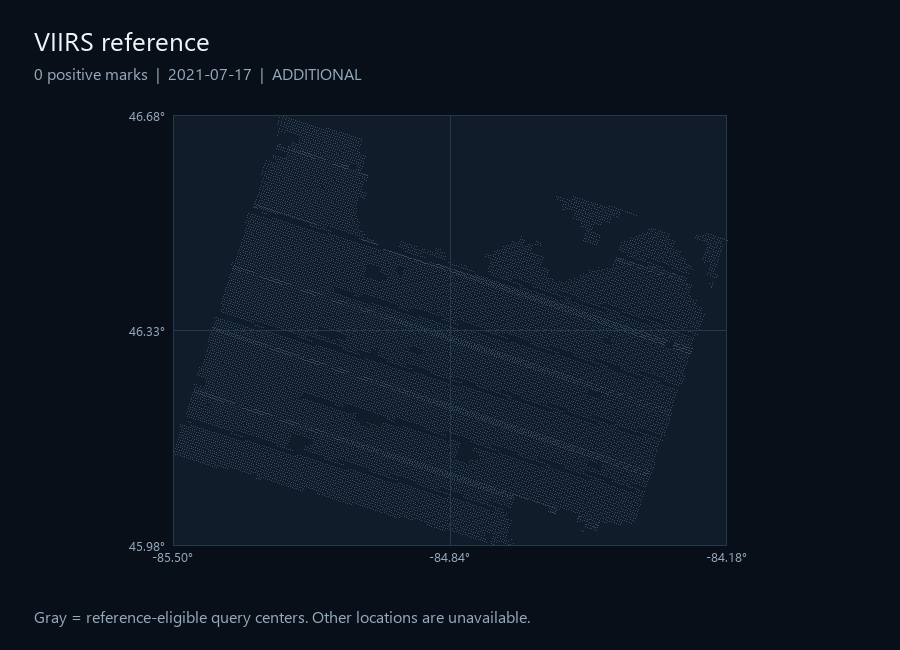 VIIRS reference
0 positive marks | 2021-07-17 | ADDITIONAL
46.68°
46.33°
45.98°
-85.50°
-84.84°
-84.18°
Gray = reference-eligible query centers. Other locations are unavailable.